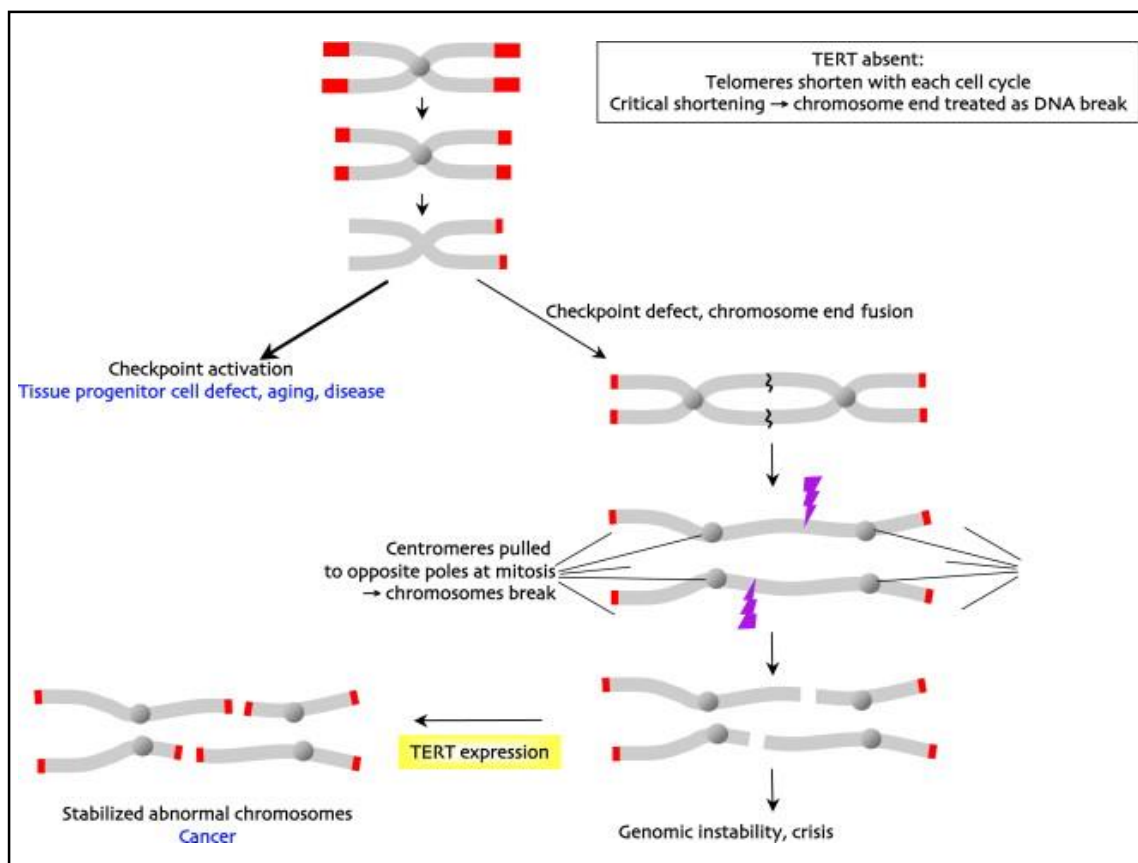 TERT absent:
Telomeres shorten with each cell cycle
Critical shortening → chromosome end treated as DNA break
Checkpoint defect, chromosome end fusion
Checkpoint activation
Tissue progenitor cell defect, aging, disease
Centromeres pulled
to opposite poles at mitosis
→ chromosomes break
TERT expression
Stabilized abnormal chromosomes
Cancer
Genomic instability, crisis